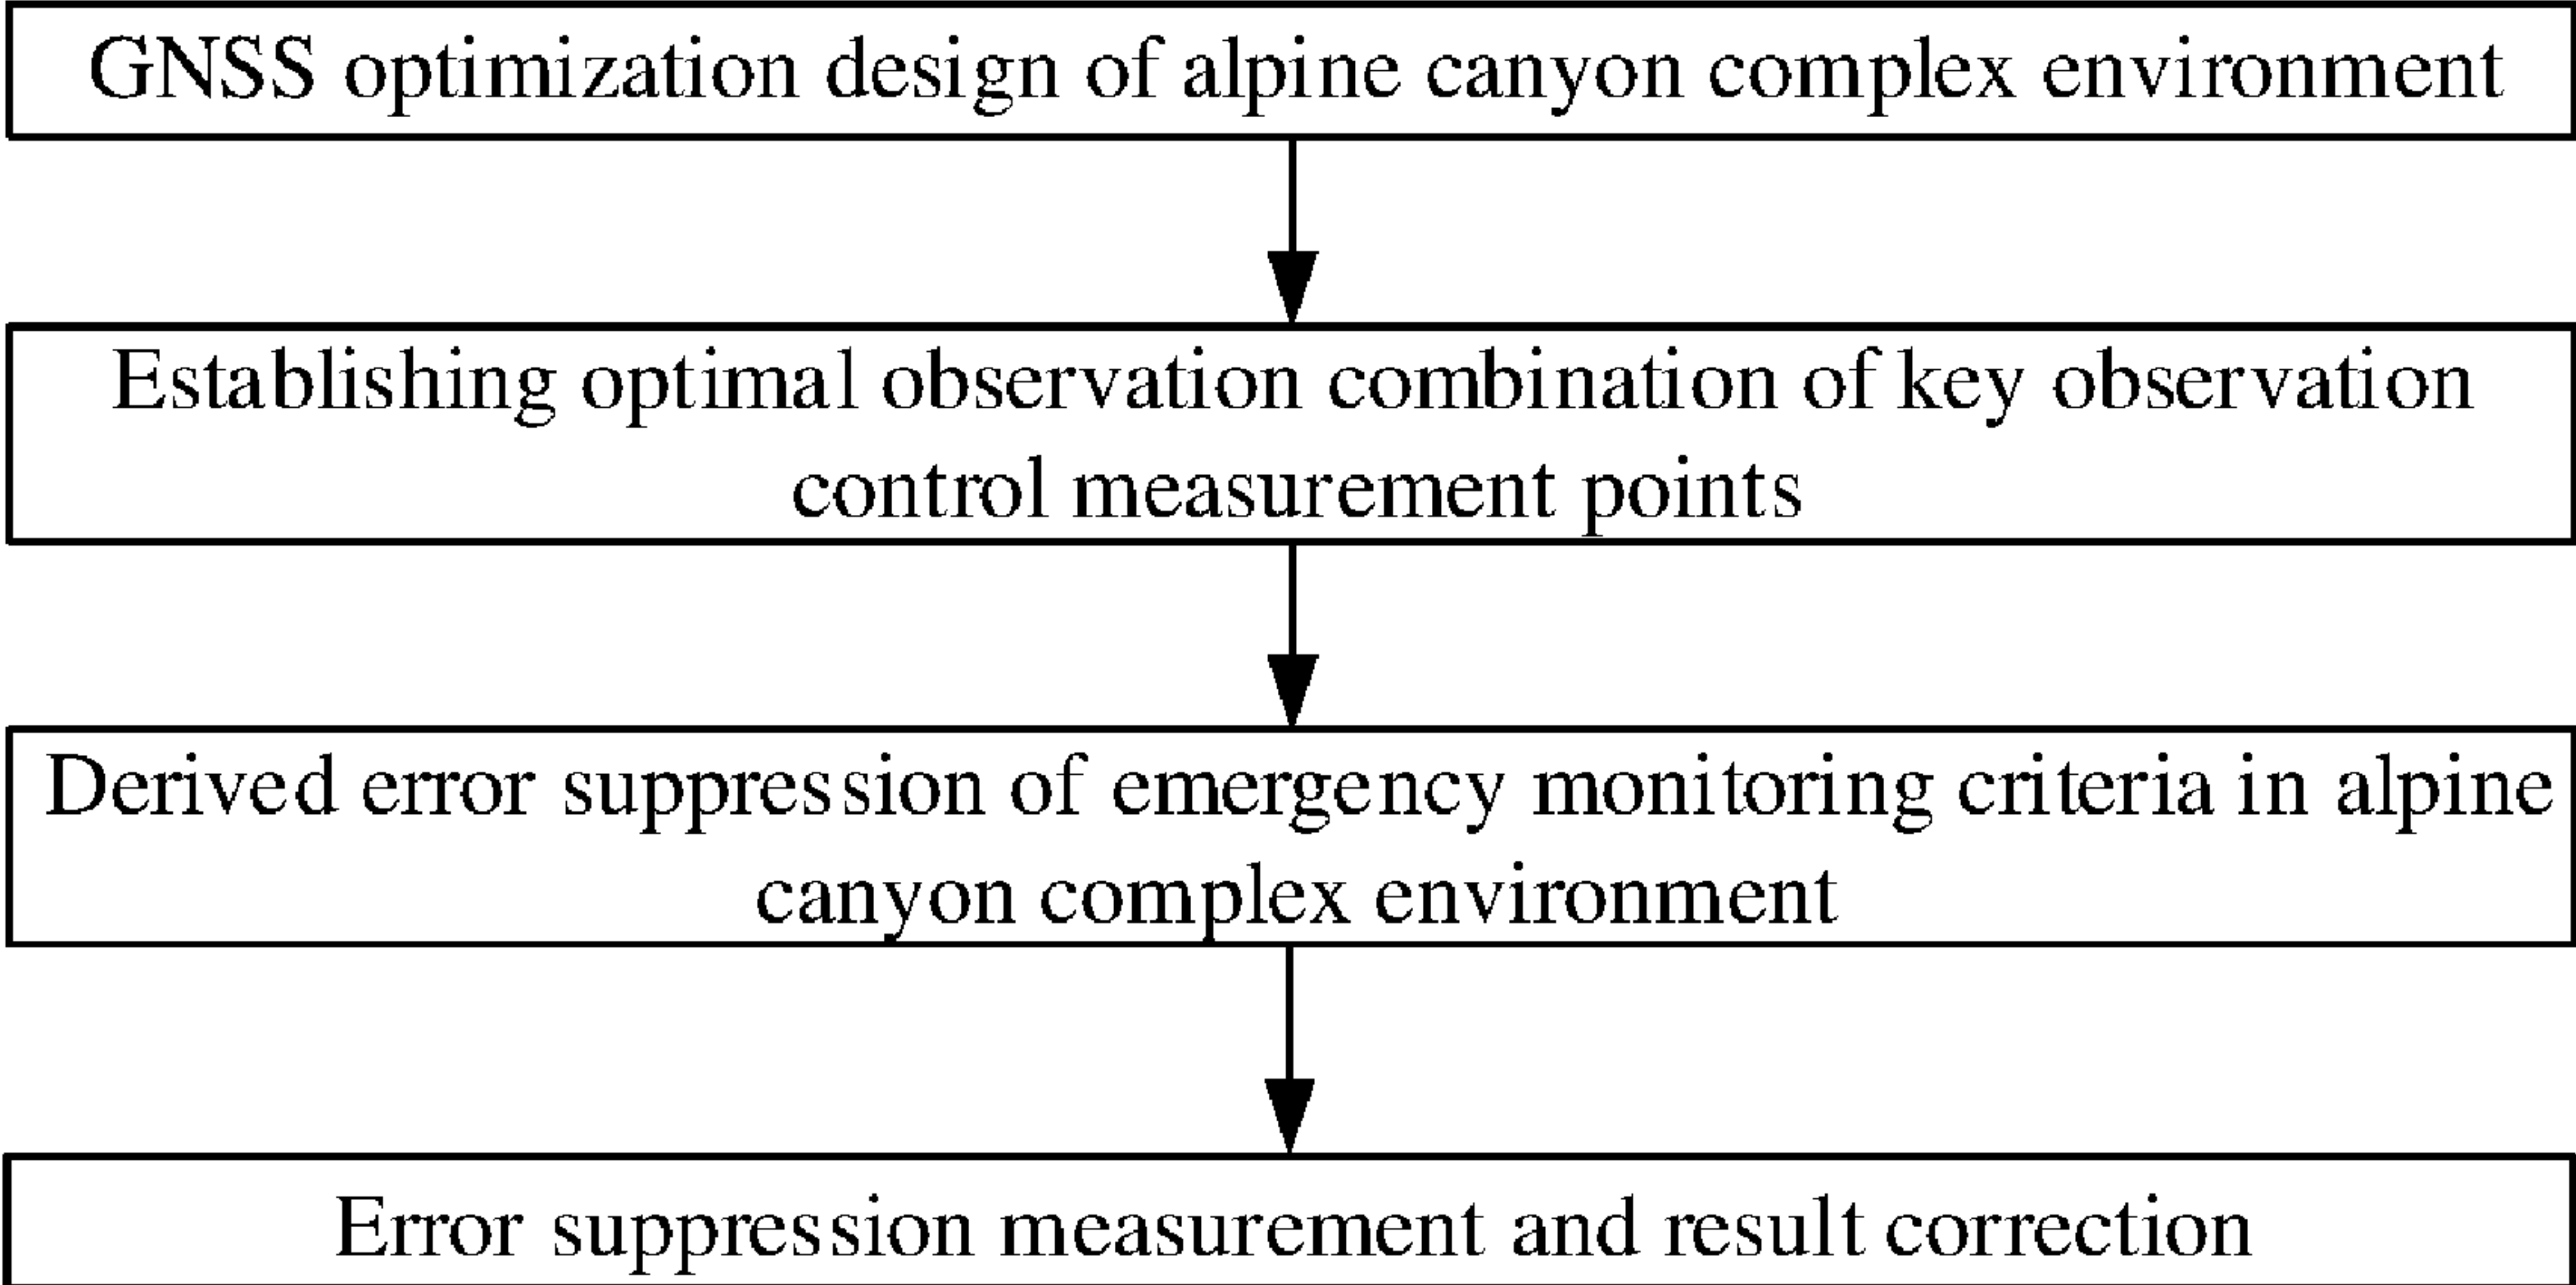 GNSS optimization design of alpine canyon complex environment
Establishing optimal observation combination of key observation
control measurement points
Derived error suppression of emergency monitoring criteria in alpine
canyon complex environment
Error suppression measurement and result correction